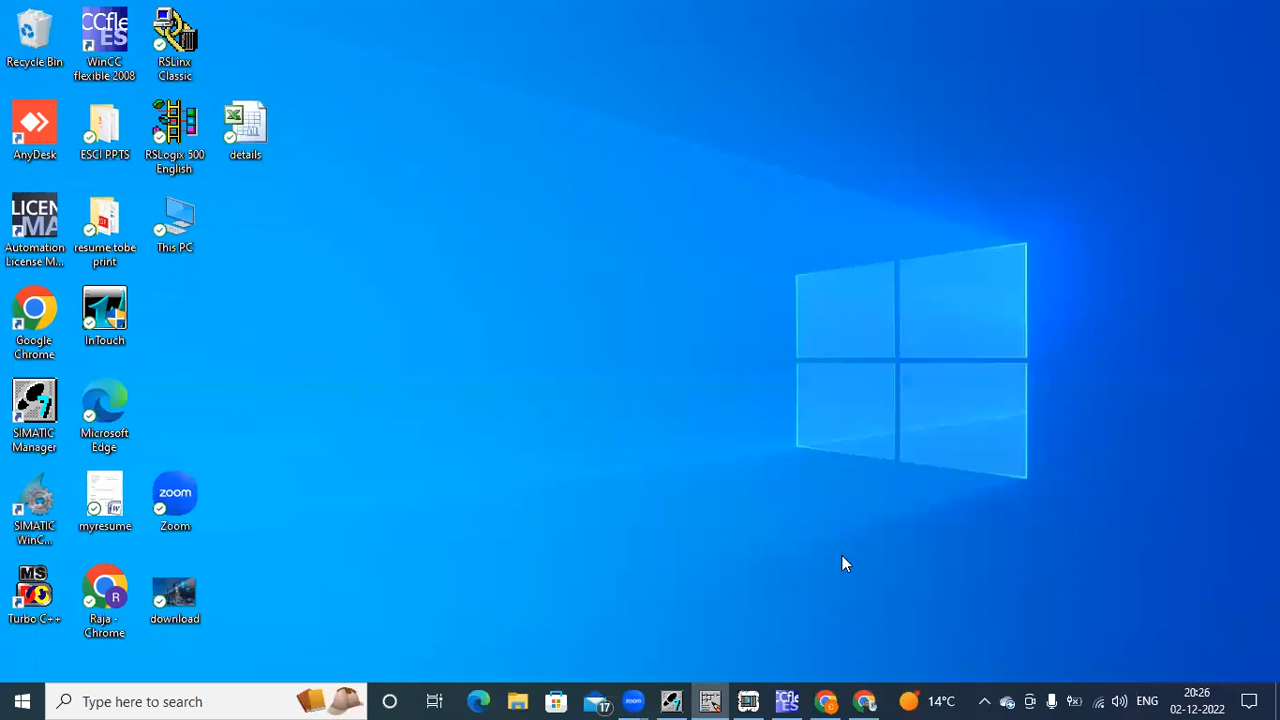 Recycle Bin
CCfle
ES
WinCC
flexible 2008
RSLinx
Classic
AnyDesk
ESCI PPTS
RSLogix 500
English
details
LICEN
MA
Automation
License M...
resume tobe
print
This PC
Google
Chrome
InTouch
SIMATIC
Manager
Microsoft
Edge
SIMATIC
WinC...
myresume
zoom
Zoom
MS
Turbo C++
R
Raja -
Chrome
download
Type here to search
17
zoom
14°C
ENG
20:26
02-12-2022